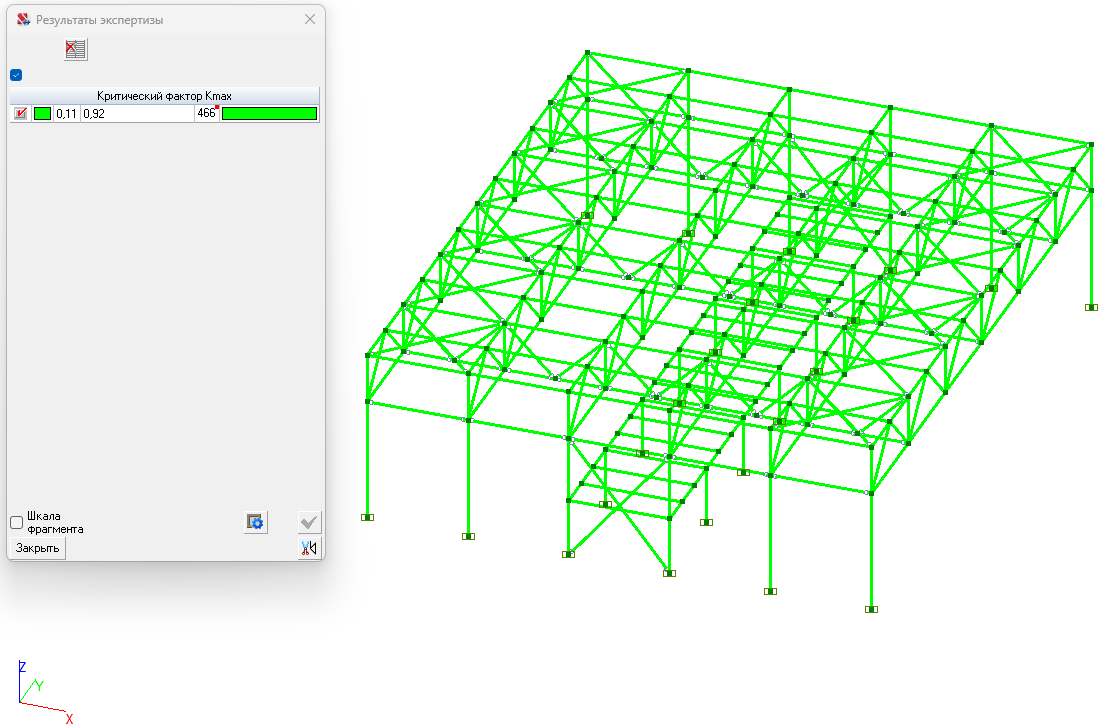 Результаты экспертизы
Критический фактор Kmax
0,11 0,92 466
Шкала
фрагмента
Закрыть
Z
Y
X